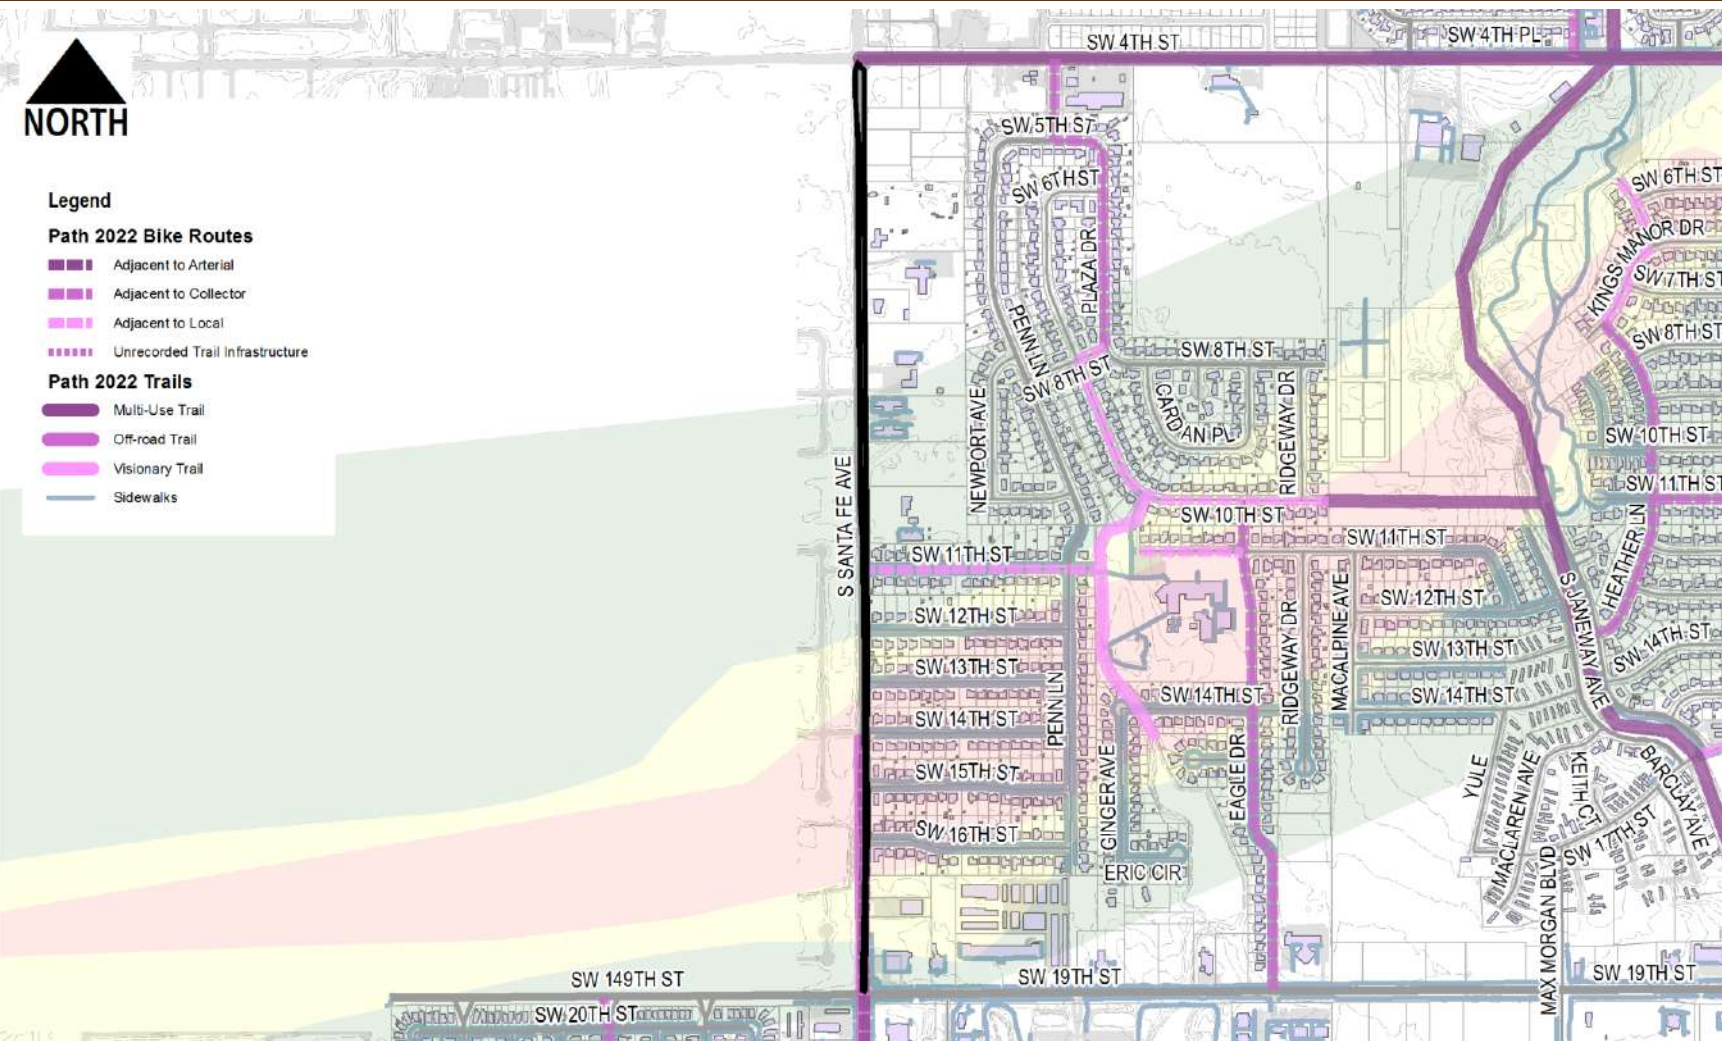 NORTH
Legend
Path 2022 Bike Routes
Adjacent to Arterial
Adjacent to Collector
Adjacent to Local
Unrecorded Trail Infrastructure
Path 2022 Trails
Multi-Use Trail
Off-road Trail
Visionary Trail
Sidewalks
SW 4TH ST
SW 4TH PL
SW 5TH ST
SW 6TH ST
SW 6TH ST
PLAZA DR
KINGS MANOR DR
SW 7TH ST
PENN LN
SW 8TH ST
SW 8TH ST
SW 8TH ST
NEWPORT AVE
CARDIGAN PL
RIDGEWAY DR
SW 10TH ST
SW 11TH ST
S SANTA FE AVE
SW 10TH ST
SW 11TH ST
SW 11TH ST
HEATHER LN
SW 12TH ST
SW 12TH ST
MACALPINE AVE
RIDGEWAY DR
S JANEWAY AVE
SW 13TH ST
SW 13TH ST
SW 14TH ST
SW 14TH ST
SW 14TH ST
SW 14TH ST
PENN LN
SW 15TH ST
GINGER AVE
EAGLE DR
YULE
MACLAREN AVE
KEITH CT
BARCLAY AVE
SW 16TH ST
SW 17TH ST
ERIC CIR
MAX MORGAN BLVD
SW 149TH ST
SW 19TH ST
SW 19TH ST
SW 20TH ST